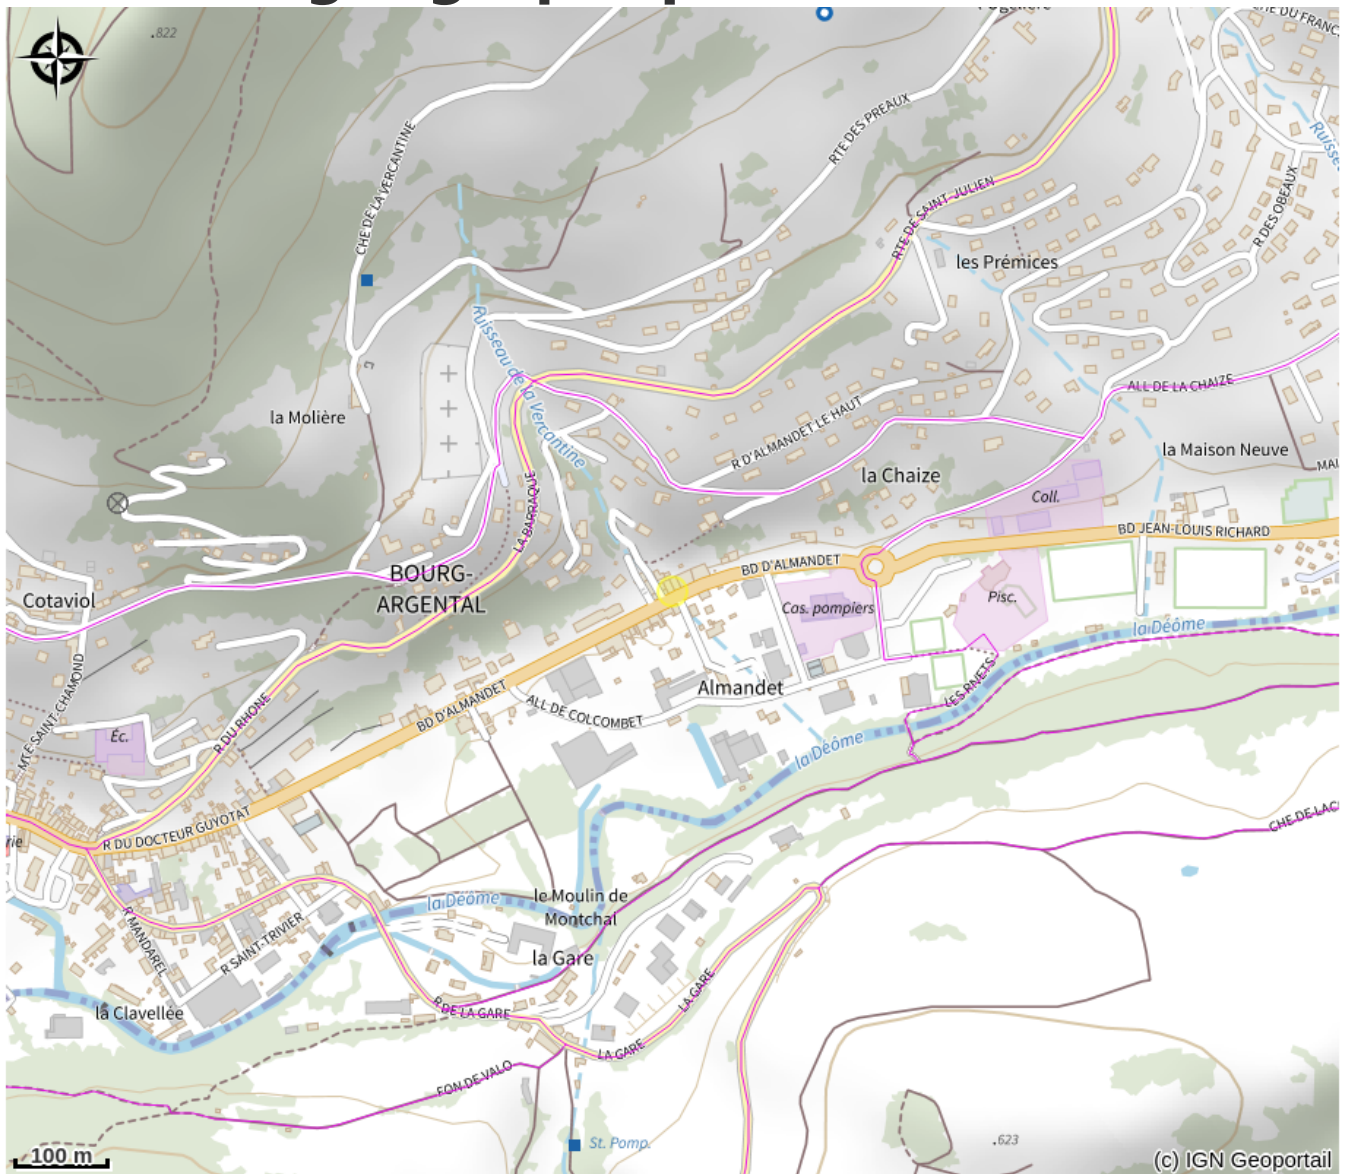 .822
CHE DE LA VERCANTINE
RTE DES PREAUX
RTE DE SAINT-JULIEN
R DES OBEAUX
les Prémices
Ruisseau de la Vercantine
ALL DE LA CHAIZE
la Molière
R D'ALMANDET LE HAUT
la Maison Neuve
la Chaize
LA BARRAQUE
Coll.
BD JEAN-LOUIS RICHARD
BD D'ALMANDET
BOURG-
ARGENTAL
Cotaviol
Cas. pompiers
Pisc.
la Déôme
MTE SAINT-CHAMOND
Almandet
LES RIVETS
BD D'ALMANDET
ALL DE COLCOMBET
R DU RHONE
Éc.
la Déôme
R DU DOCTEUR GUYOTAT
CHE DE LAC
la Déôme
le Moulin de
Montchal
R MANDAREL
R SAINT-TRIVIER
la Gare
LA GARE
la Clavellée
R DE LA GARE
LA GARE
FON DE VALO
St. Pomp.
.623
100 m
(c) IGN Geoportail